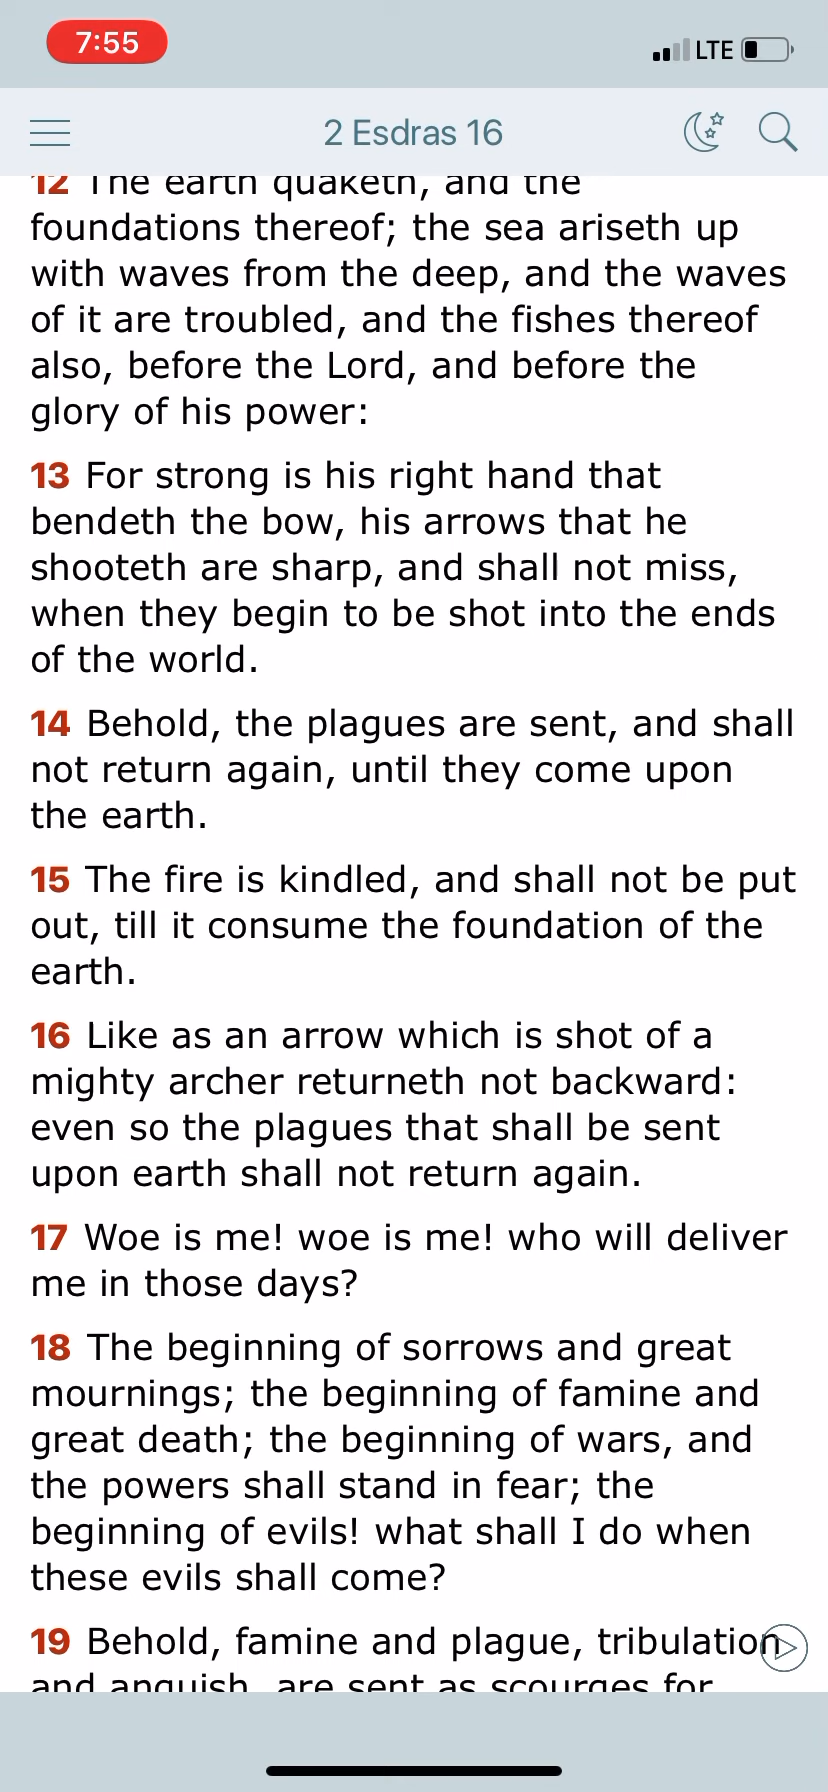 7:55
LTE
2 Esdras 16
12 The earth quaketh, and the
foundations thereof; the sea ariseth up
with waves from the deep, and the waves
of it are troubled, and the fishes thereof
also, before the Lord, and before the
glory of his power:
13 For strong is his right hand that
bendeth the bow, his arrows that he
shooteth are sharp, and shall not miss,
when they begin to be shot into the ends
of the world.
14 Behold, the plagues are sent, and shall
not return again, until they come upon
the earth.
15 The fire is kindled, and shall not be put
out, till it consume the foundation of the
earth.
16 Like as an arrow which is shot of a
mighty archer returneth not backward:
even so the plagues that shall be sent
upon earth shall not return again.
17 Woe is me! woe is me! who will deliver
me in those days?
18 The beginning of sorrows and great
mournings; the beginning of famine and
great death; the beginning of wars, and
the powers shall stand in fear; the
beginning of evils! what shall I do when
these evils shall come?
19 Behold, famine and plague, tribulation
and anguish, are sent as scourges for